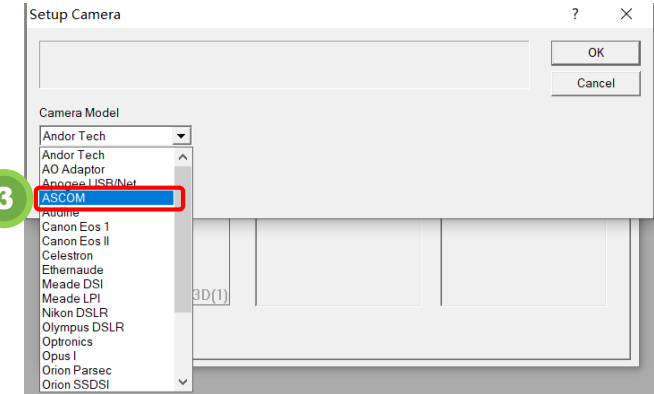 Setup Camera
? ×
OK
Cancel
Camera Model
Andor Tech
Andor Tech
AO Adaptor
Apogee USB/Net
3
ASCOM
Audine
Canon Eos 1
Canon Eos II
Celestron
Ethernaude
Meade DSI
Meade LPI
3D(1)
Nikon DSLR
Olympus DSLR
Optronics
Opus I
Orion Parsec
Orion SSDSI